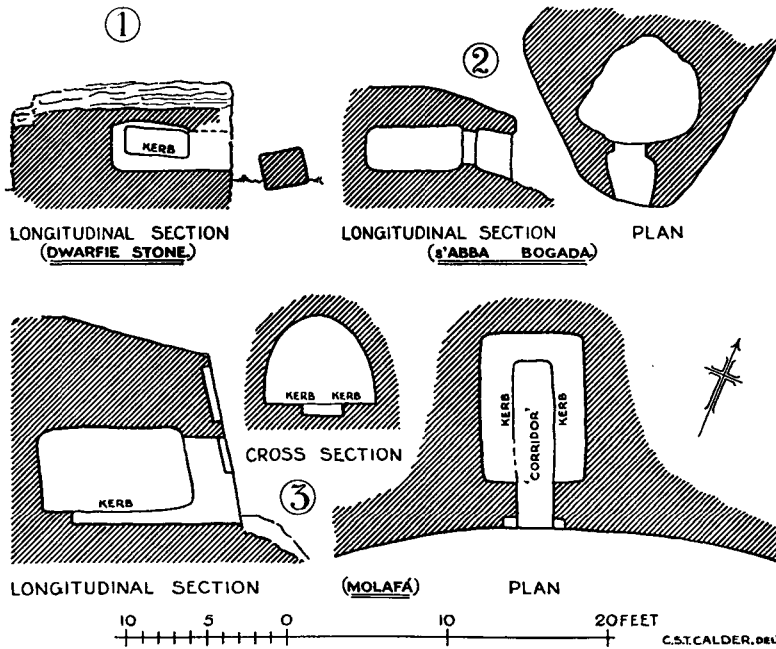 1
KERB
LONGITUDINAL SECTION
(DWARFIE STONE.)
2
LONGITUDINAL SECTION
(S'ABBA BOGADA.)
PLAN
KERB
LONGITUDINAL SECTION
KERB KERB
CROSS SECTION
3
(MOLAFÁ)
KERB
'CORRIDOR'
KERB
PLAN
10 5 0 10 20 FEET
C.S.T. CALDER, DEL